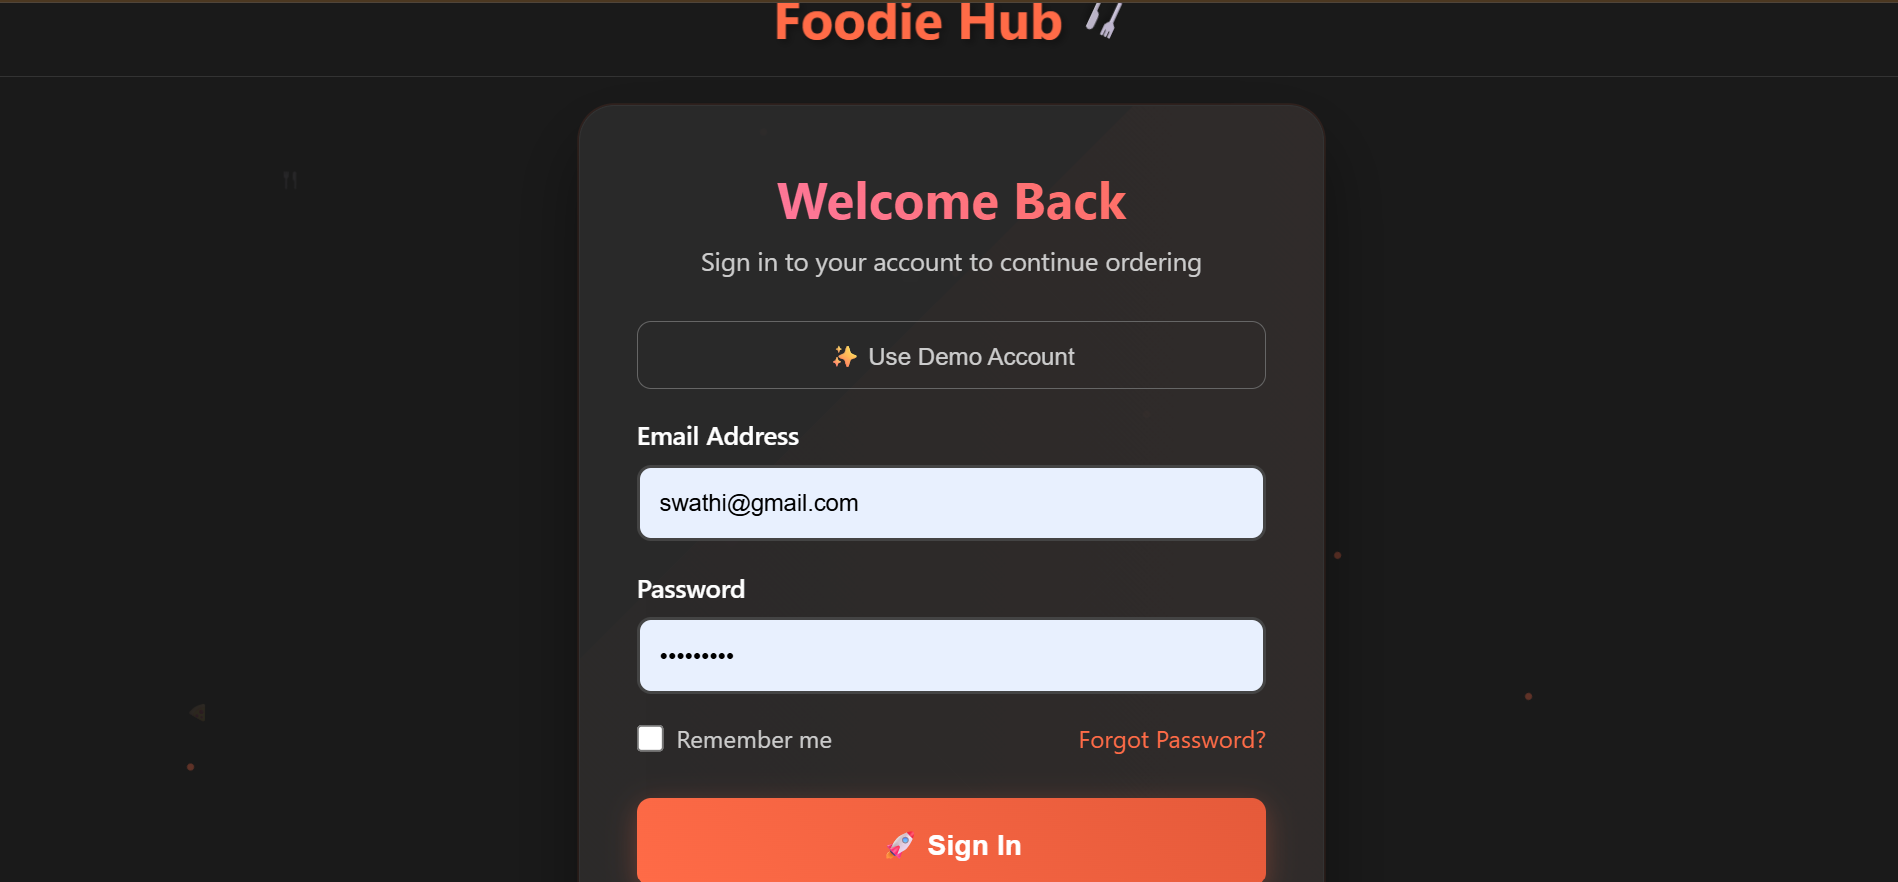 Foodie Hub
Welcome Back
Sign in to your account to continue ordering
✨ Use Demo Account
Email Address
swathi@gmail.com
Password
•••••••••
Remember me
Forgot Password?
🚀 Sign In